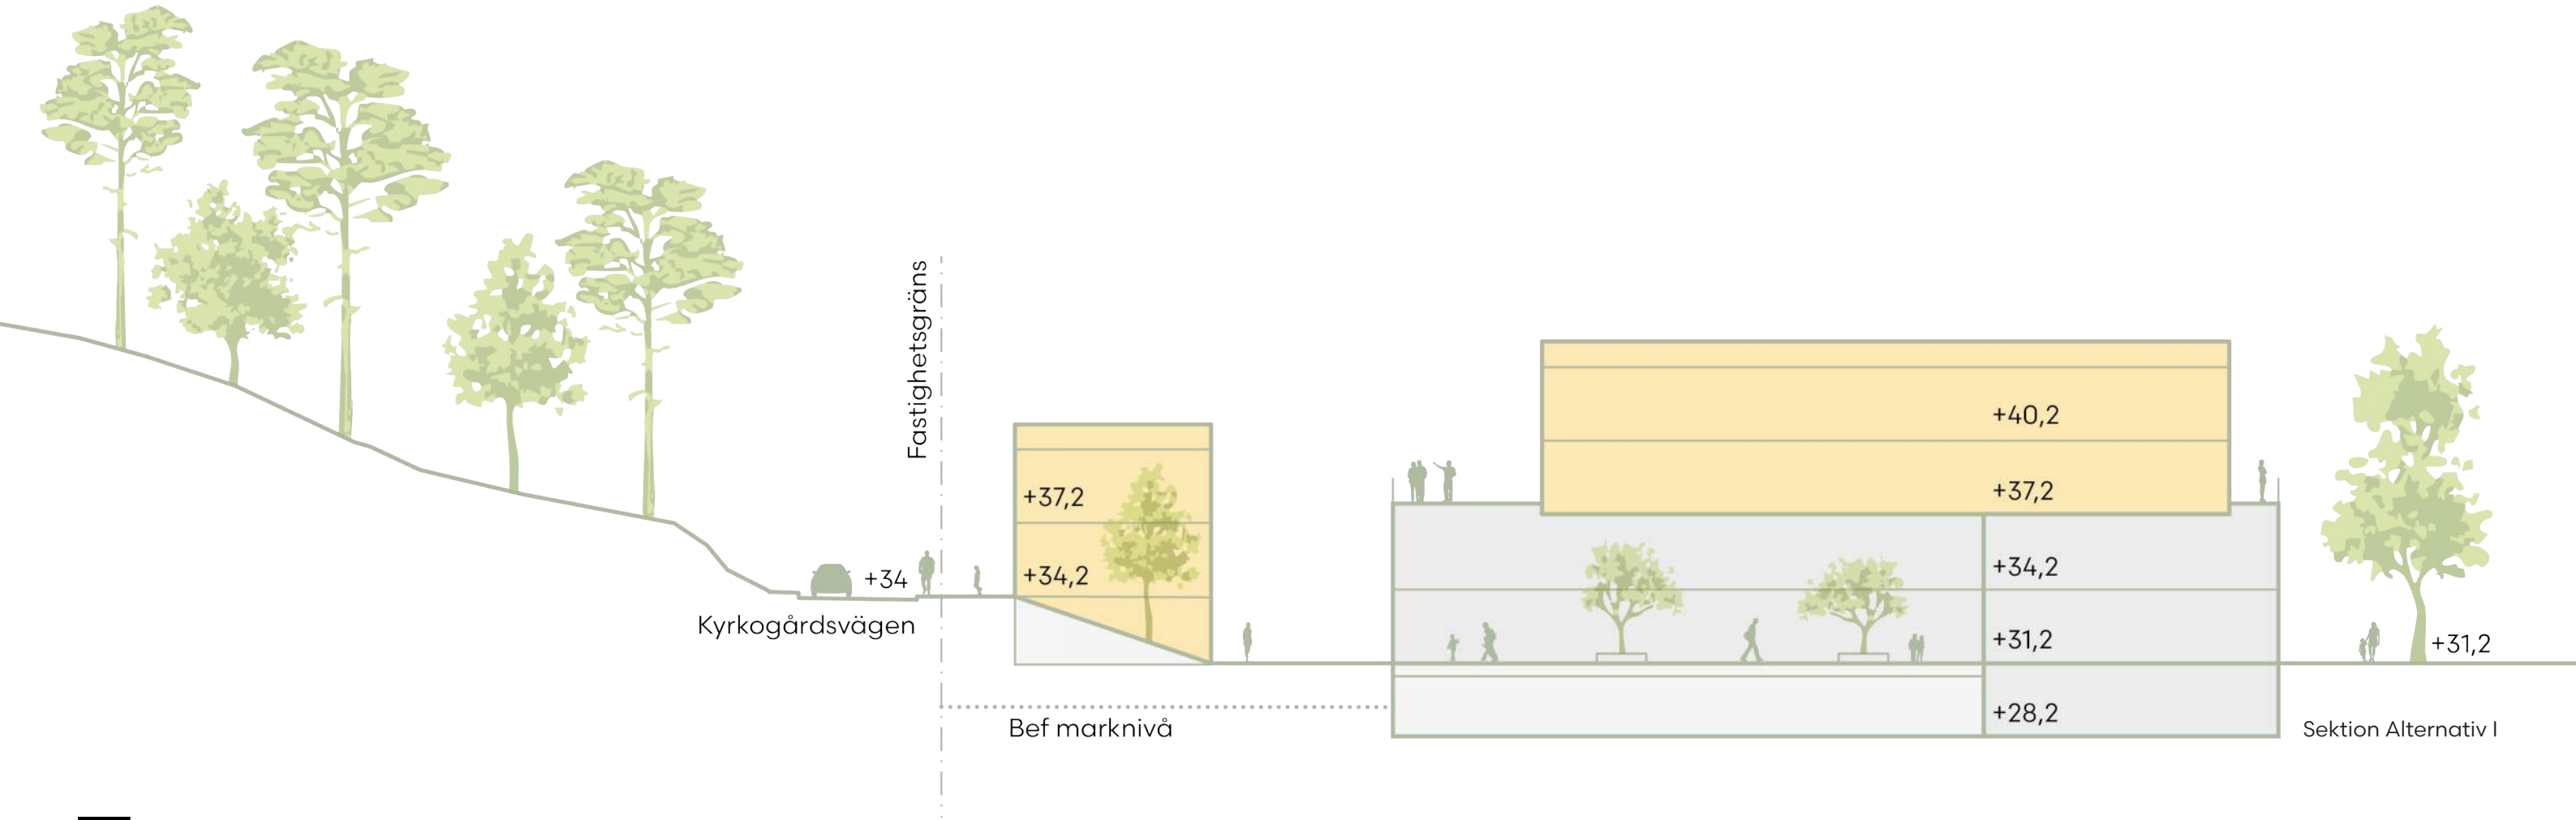 Fastighetsgräns
+40,2
+37,2
+37,2
+34,2
+34
+34,2
Kyrkogårdsvägen
+31,2
+31,2
+28,2
Bef marknivå
Sektion Alternativ I